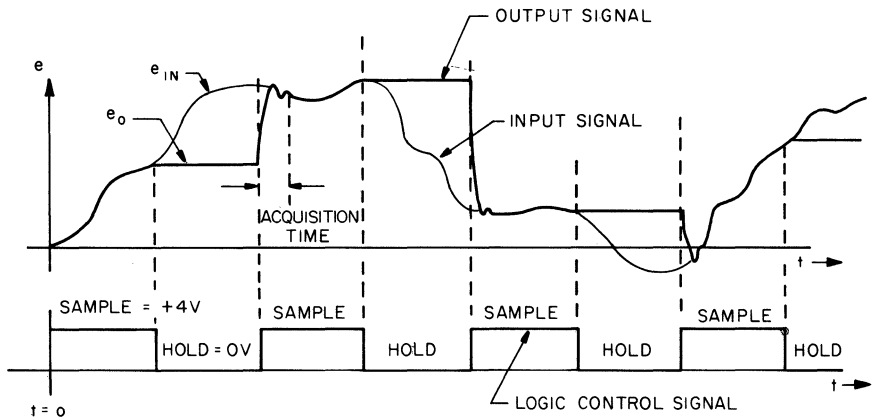 OUTPUT SIGNAL
e
e IN
e o
INPUT SIGNAL
ACQUISITION
TIME
t
SAMPLE = +4V
SAMPLE
SAMPLE
SAMPLE
HOLD = 0V
HOLD
HOLD
HOLD
t
t = 0
LOGIC CONTROL SIGNAL